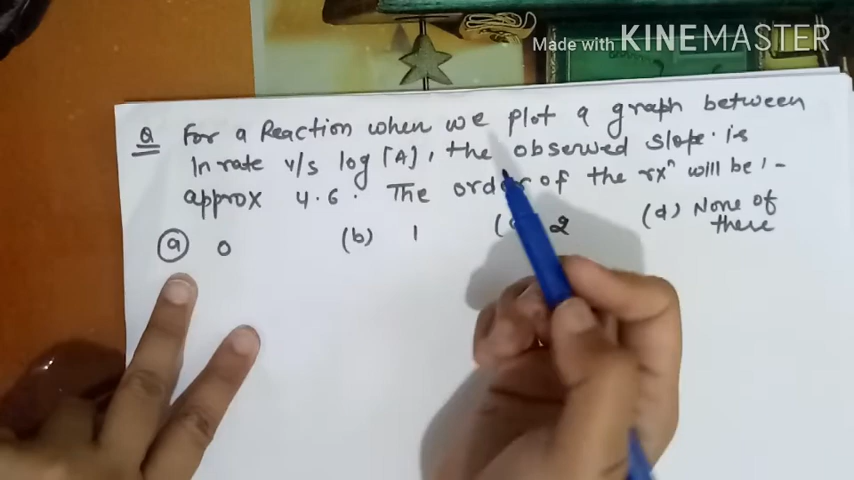 Made with KINEMASTER
Q For a Reaction when we plot a graph between
ln rate v/s log [A], the observed slope is
approx 4.6. The order of the rxⁿ will be :-
(a) 0 (b) 1 ( 2 (d) None of
these